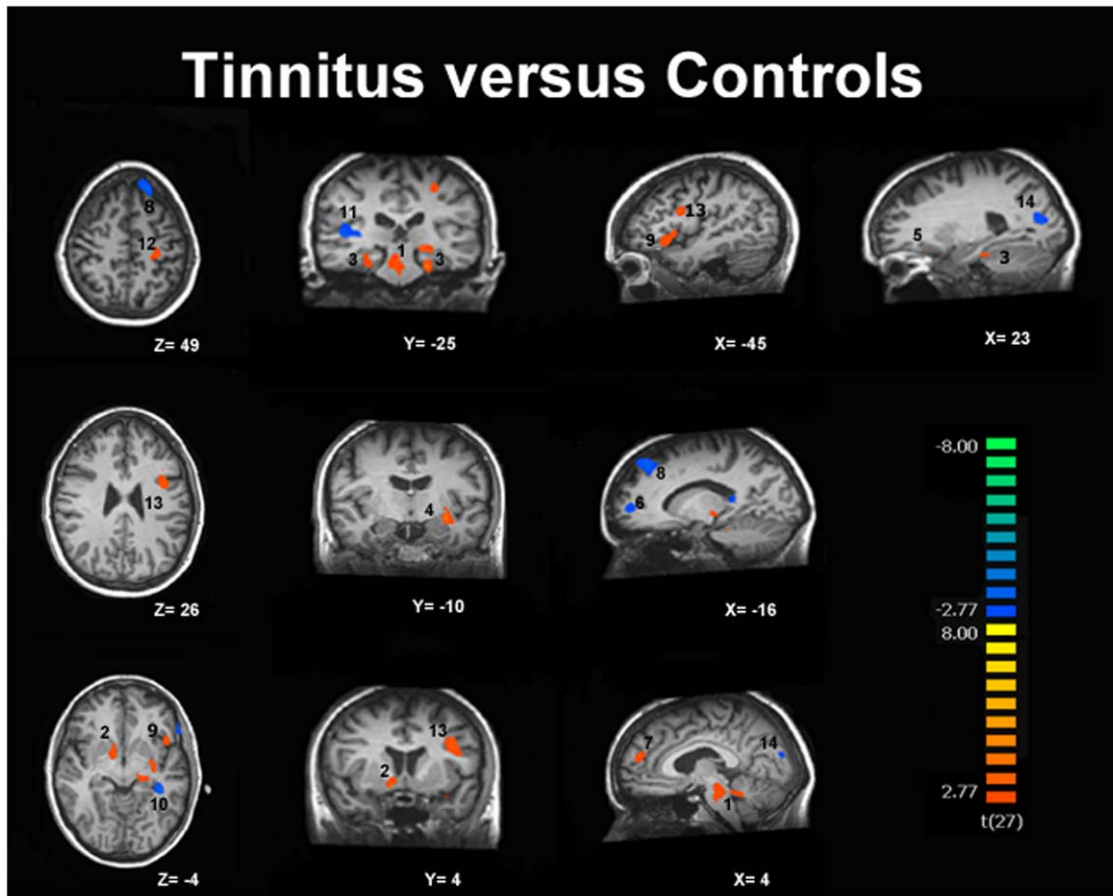 Tinnitus versus Controls
8
12
Z= 49
11
3
1
3
Y= -25
13
9
X= -45
14
5
3
X= 23
13
Z= 26
4
Y= -10
8
6
X= -16
2
9
10
Z= -4
13
2
Y= 4
7
14
1
X= 4
-8.00
-2.77
8.00
2.77
t(27)